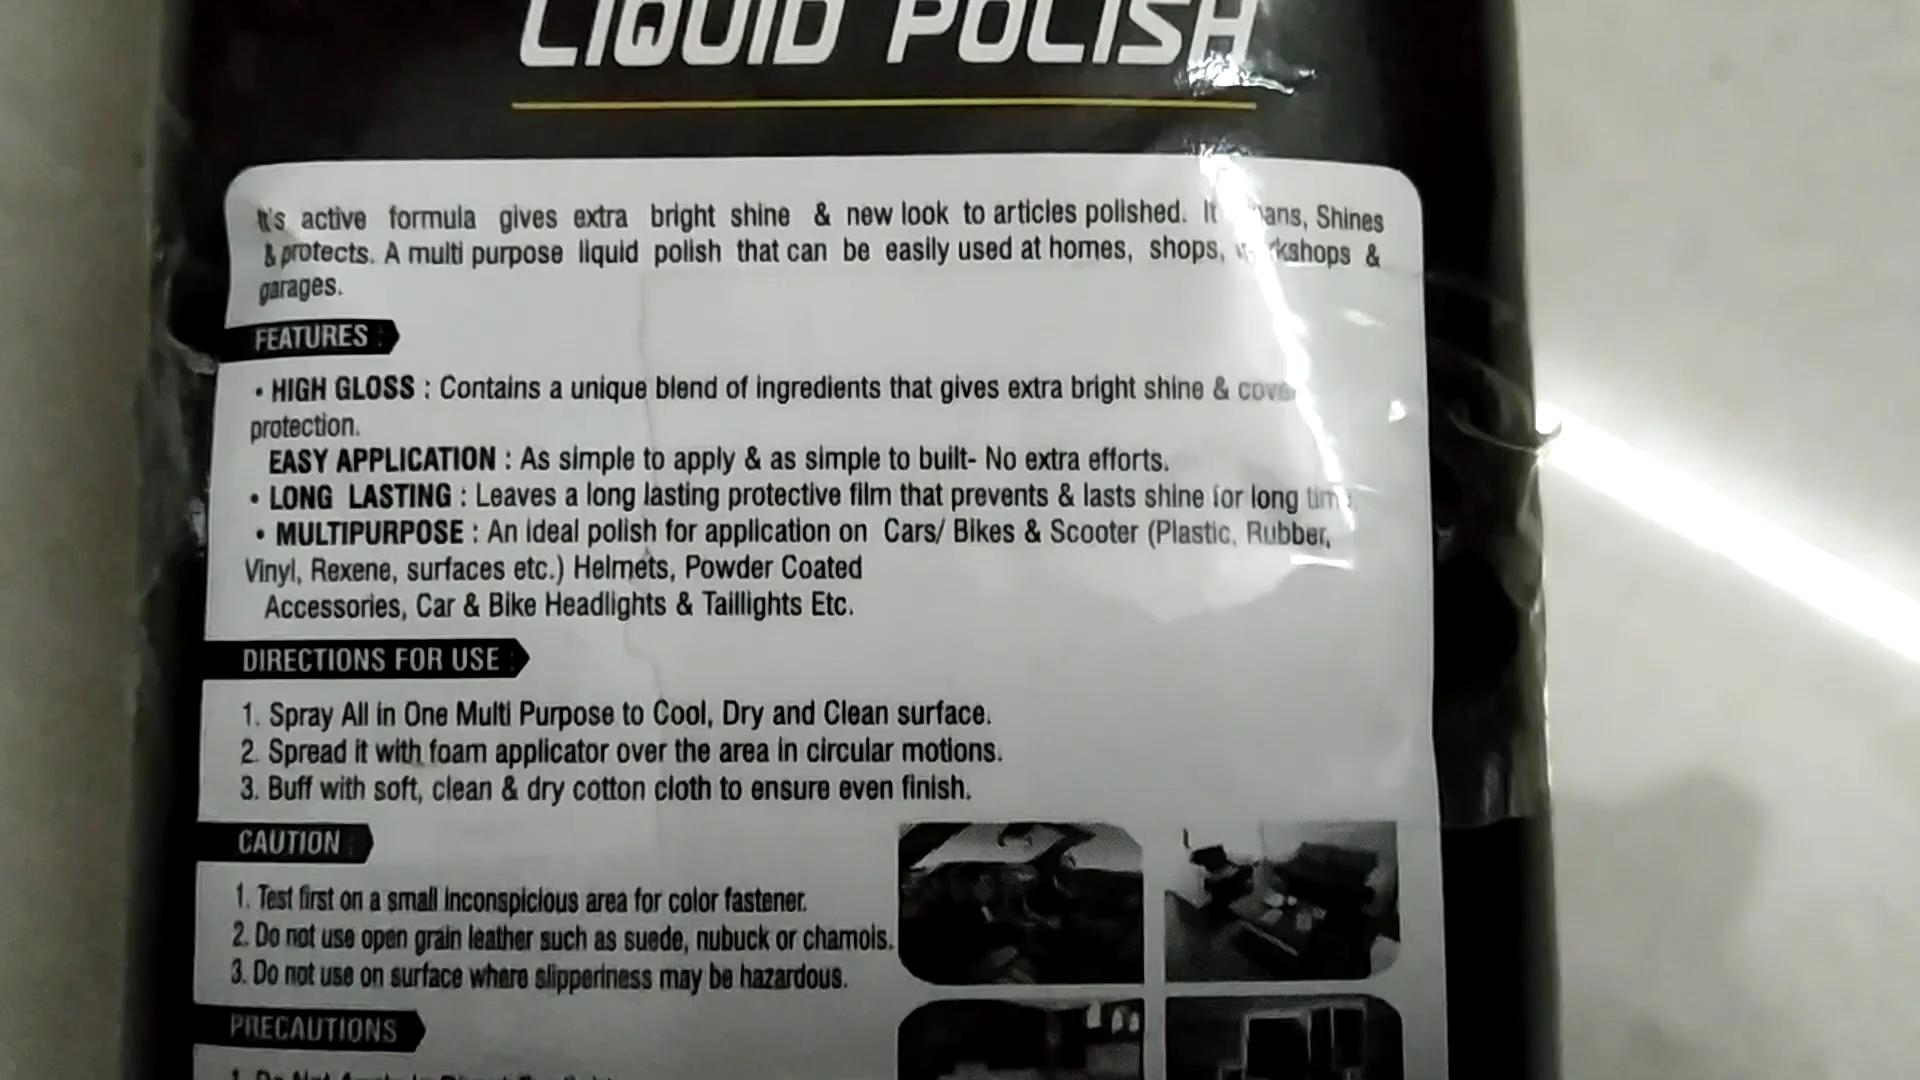 LIQUID POLISH
It's active formula gives extra bright shine & new look to articles polished. It Shines
& protects. A multi purpose liquid polish that can be easily used at homes, shops, &
garages.
FEATURES :
• HIGH GLOSS : Contains a unique blend of ingredients that gives extra bright shine &
protection.
EASY APPLICATION : As simple to apply & as simple to built- No extra efforts.
• LONG LASTING : Leaves a long lasting protective film that prevents & lasts shine for long
• MULTIPURPOSE : An ideal polish for application on Cars/ Bikes & Scooter (Plastic, Rubber,
Vinyl, Rexene, surfaces etc.) Helmets, Powder Coated
Accessories, Car & Bike Headlights & Taillights Etc.
DIRECTIONS FOR USE :
1. Spray All in One Multi Purpose to Cool, Dry and Clean surface.
2. Spread it with foam applicator over the area in circular motions.
3. Buff with soft, clean & dry cotton cloth to ensure even finish.
CAUTION :
1. Test first on a small inconspicious area for color fastener.
2. Do not use open grain leather such as suede, nubuck or chamois.
3. Do not use on surface where slipperiness may be hazardous.
PRECAUTIONS